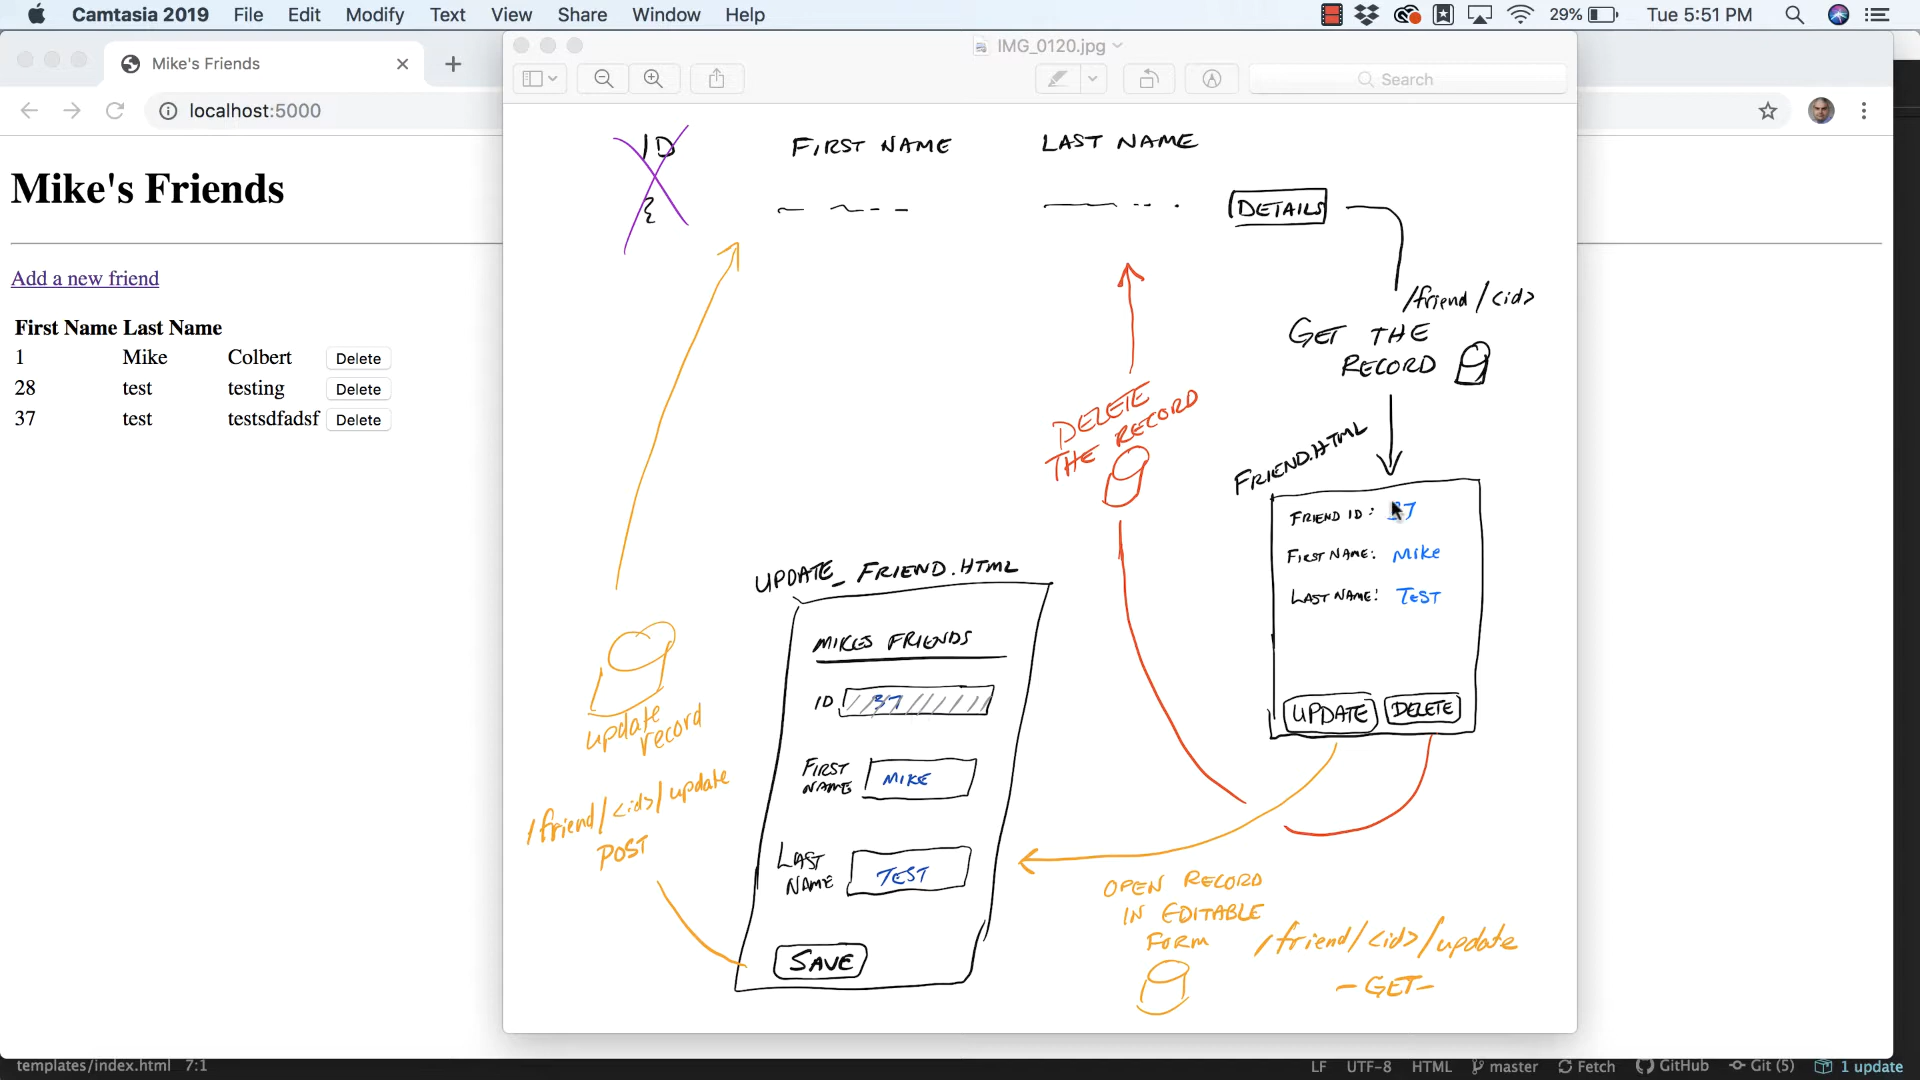 Camtasia 2019 File Edit Modify Text View Share Window Help 29% Tue 5:51 PM
Mike's Friends
localhost:5000
Mike's Friends
Add a new friend
First Name Last Name
1 Mike Colbert Delete
28 test testing Delete
37 test testsdfadsf Delete
IMG_0120.jpg
Search
ID FIRST NAME LAST NAME
DETAILS
/friend/<id>
GET THE
RECORD
DELETE
THE RECORD
FRIEND.HTML
FRIEND ID: 37
FIRST NAME: Mike
LAST NAME: TEST
UPDATE DELETE
UPDATE_FRIEND.HTML
MIKES FRIENDS
ID 37
FIRST
NAME MIKE
LAST
NAME TEST
SAVE
update
record
/friend/<id>/update
POST
OPEN RECORD
IN EDITABLE
FORM
/friend/<id>/update
- GET -
templates/index.html 7:1 LF UTF-8 HTML master Fetch GitHub Git (5) 1 update